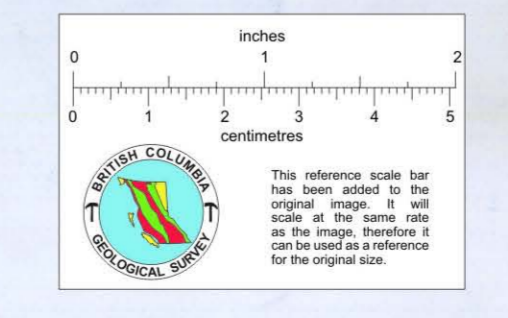 inches
0 1 2
0 1 2 3 4 5
centimetres
BRITISH COLUMBIA
GEOLOGICAL SURVEY
This reference scale bar
has been added to the
original image. It will
scale at the same rate
as the image, therefore it
can be used as a reference
for the original size.